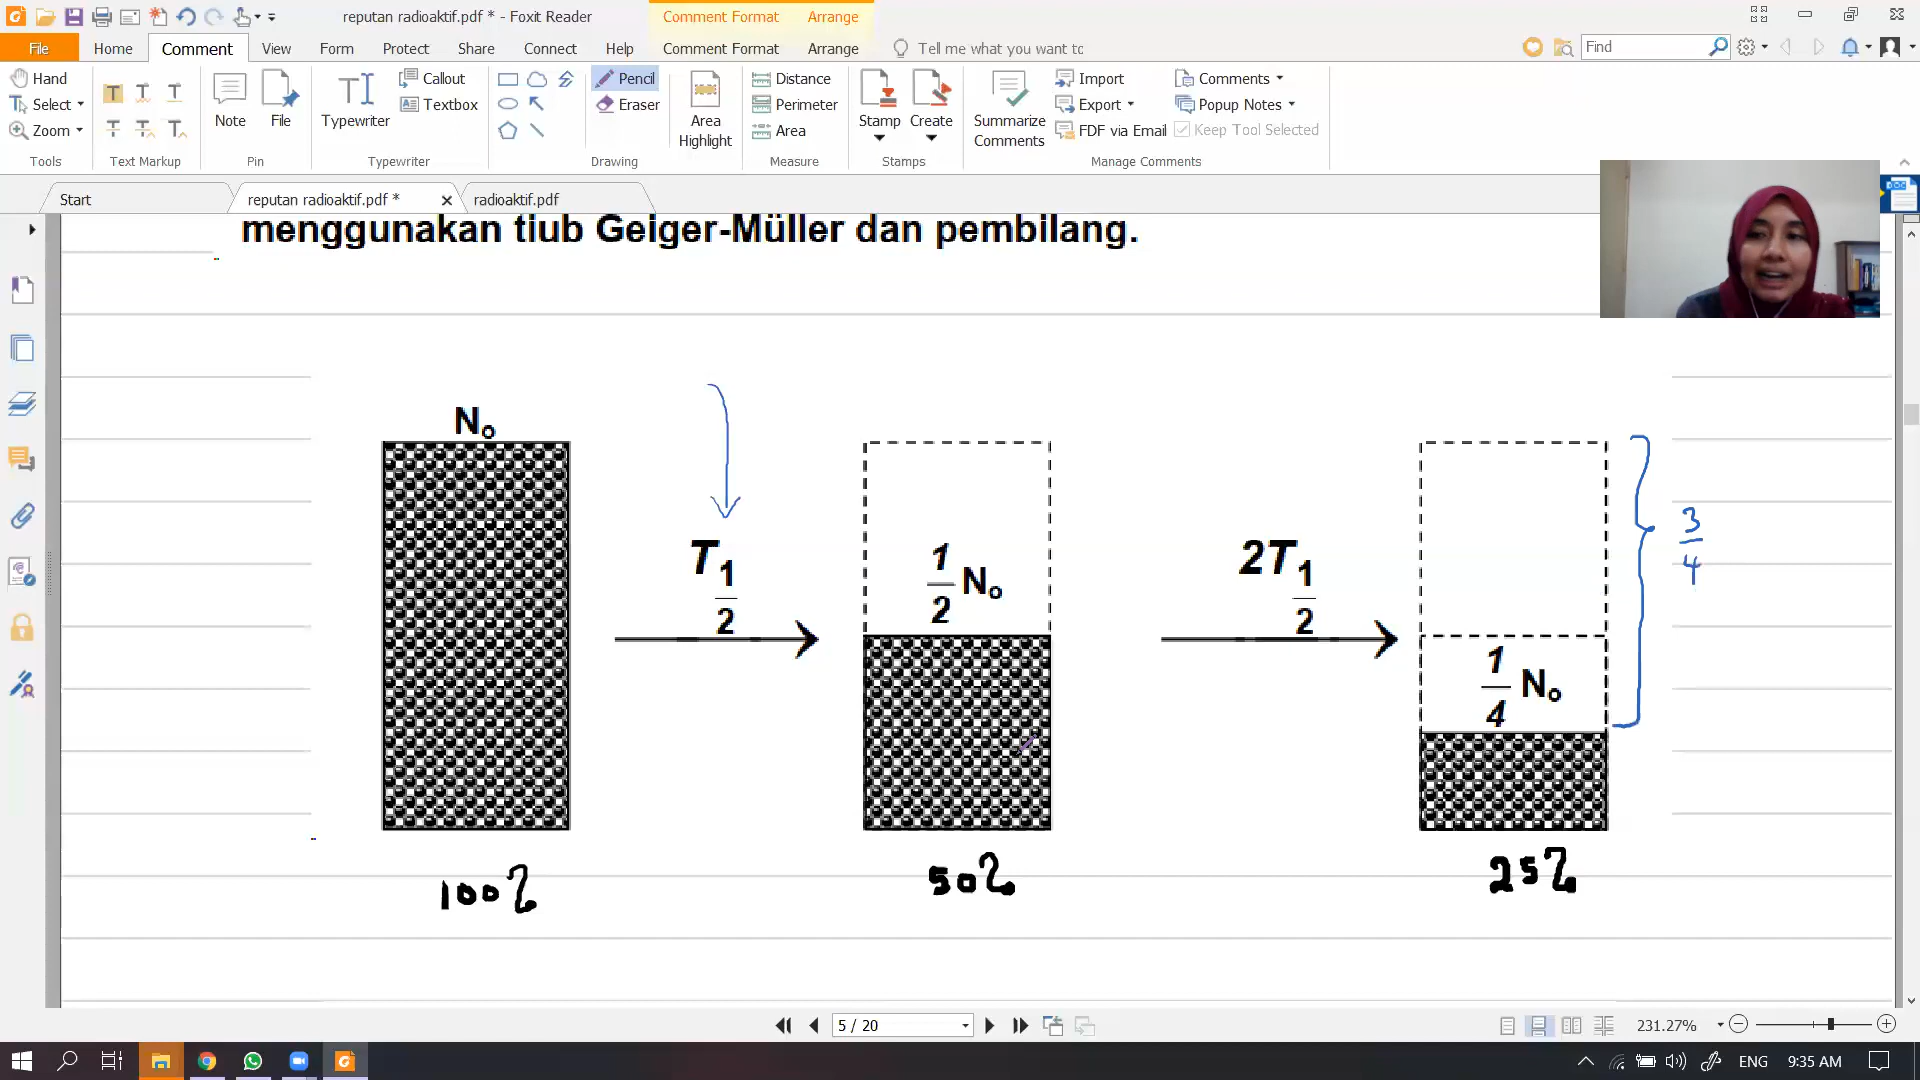 reputan radioaktif.pdf * - Foxit Reader
Comment Format Arrange
File Home Comment View Form Protect Share Connect Help Comment Format Arrange Tell me what you want to Find
Hand
Select
Zoom
Tools
Text Markup
Note
File
Pin
Typewriter
Callout
Textbox
Typewriter
Pencil
Eraser
Drawing
Area
Highlight
Distance
Perimeter
Area
Measure
Stamp
Create
Stamps
Summarize
Comments
Import
Export
FDF via Email
Comments
Popup Notes
Keep Tool Selected
Manage Comments
Start
reputan radioaktif.pdf *
radioaktif.pdf
DOC
menggunakan tiub Geiger-Müller dan pembilang.
N₀
T 1/2
1/2 N₀
2T 1/2
1/4 N₀
3/4
100%
50%
25%
5 / 20
231.27%
ENG
9:35 AM